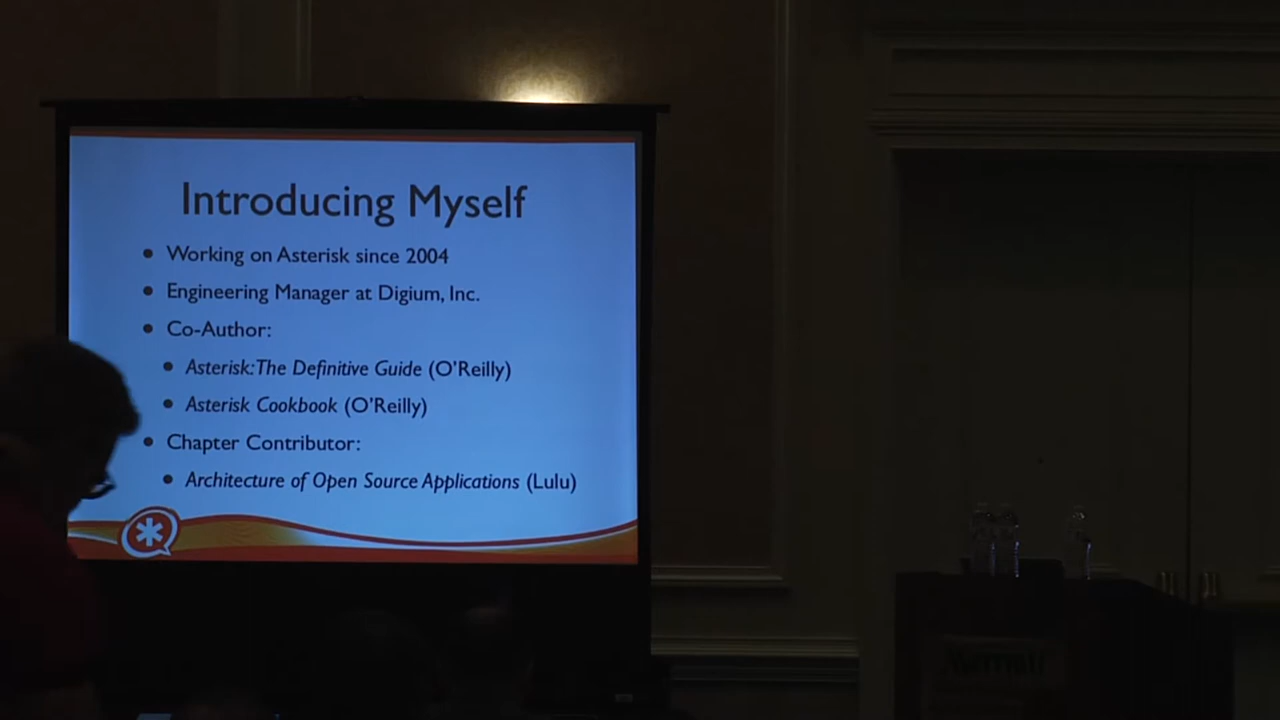 Introducing Myself
• Working on Asterisk since 2004
• Engineering Manager at Digium, Inc.
• Co-Author:
• Asterisk: The Definitive Guide (O'Reilly)
• Asterisk Cookbook (O'Reilly)
• Chapter Contributor:
• Architecture of Open Source Applications (Lulu)
Marriott